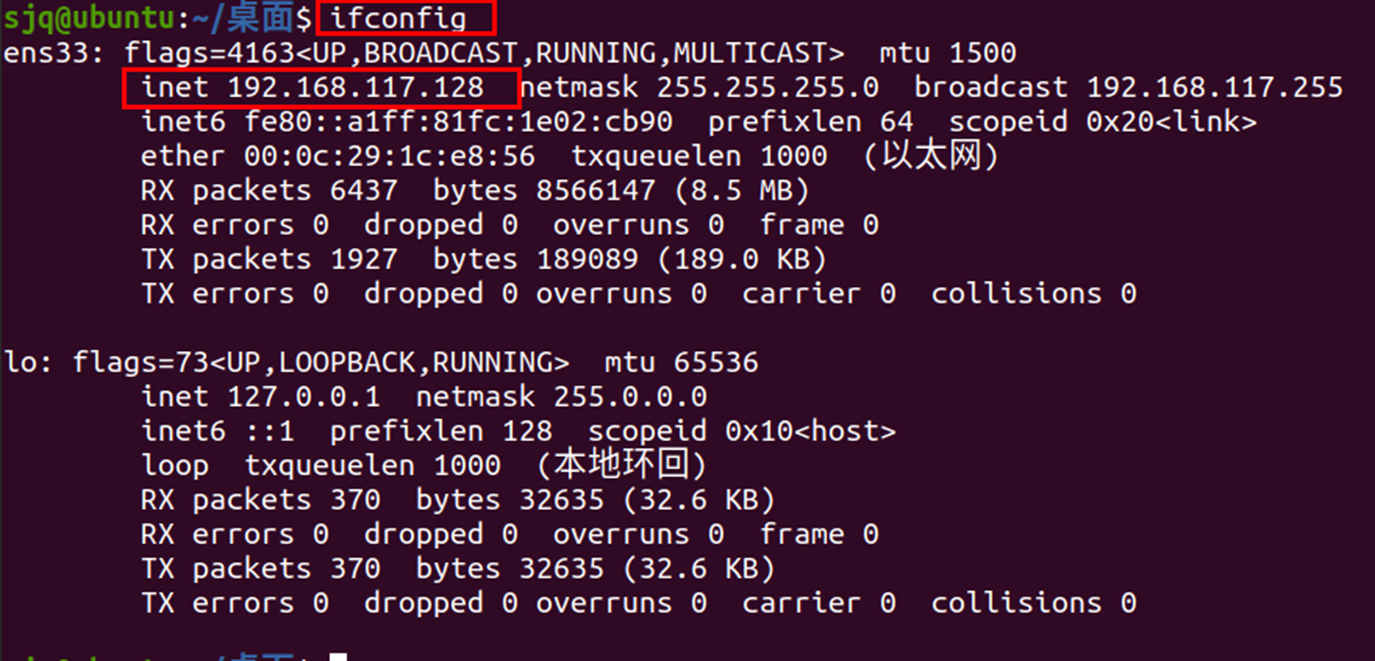 sjq@ubuntu:~/桌面$ ifconfig
ens33: flags=4163<UP,BROADCAST,RUNNING,MULTICAST>  mtu 1500
        inet 192.168.117.128  netmask 255.255.255.0  broadcast 192.168.117.255
        inet6 fe80::a1ff:81fc:1e02:cb90  prefixlen 64  scopeid 0x20<link>
        ether 00:0c:29:1c:e8:56  txqueuelen 1000  (以太网)
        RX packets 6437  bytes 8566147 (8.5 MB)
        RX errors 0  dropped 0  overruns 0  frame 0
        TX packets 1927  bytes 189089 (189.0 KB)
        TX errors 0  dropped 0 overruns 0  carrier 0  collisions 0
lo: flags=73<UP,LOOPBACK,RUNNING>  mtu 65536
        inet 127.0.0.1  netmask 255.0.0.0
        inet6 ::1  prefixlen 128  scopeid 0x10<host>
        loop  txqueuelen 1000  (本地环回)
        RX packets 370  bytes 32635 (32.6 KB)
        RX errors 0  dropped 0  overruns 0  frame 0
        TX packets 370  bytes 32635 (32.6 KB)
        TX errors 0  dropped 0 overruns 0  carrier 0  collisions 0